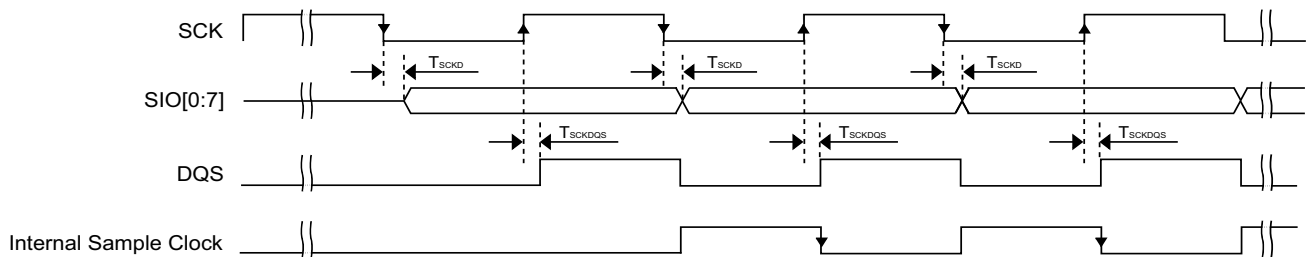 SCK
TSCKD TSCKD TSCKD
SIO[0:7]
TSCKDQS TSCKDQS TSCKDQS
DQS
Internal Sample Clock